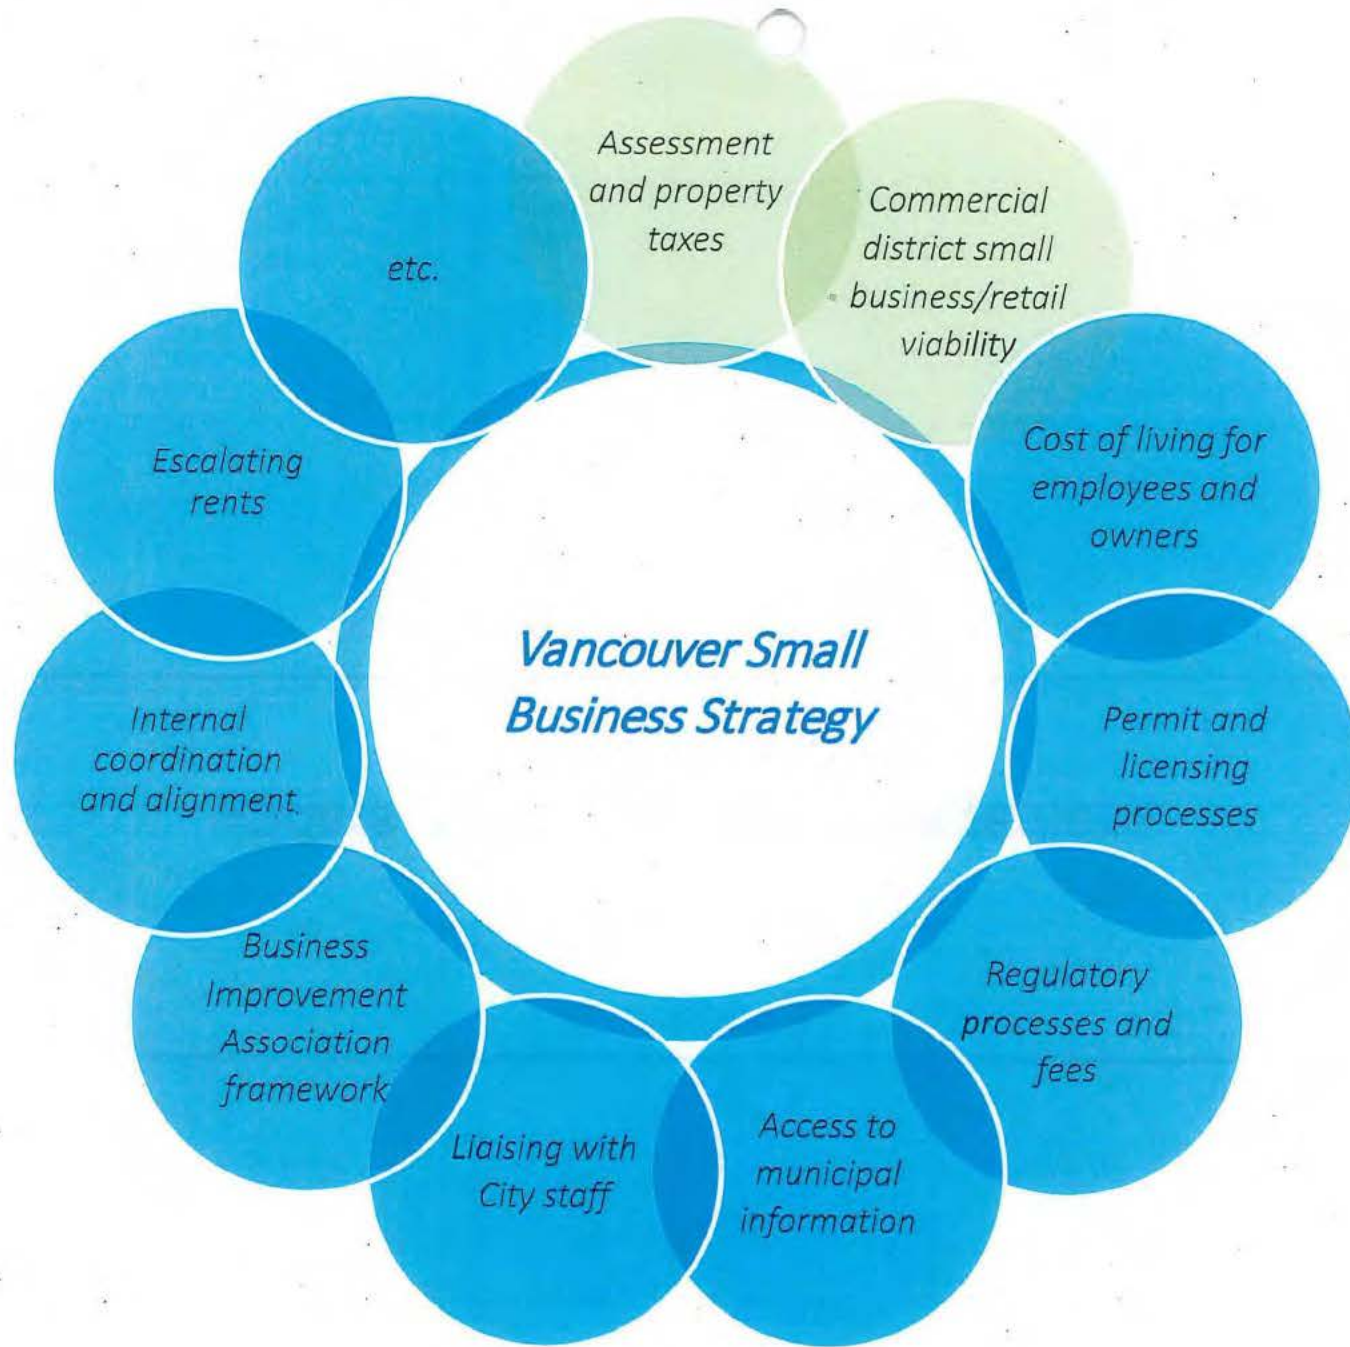 Assessment
and property
taxes
Commercial
district small
business/retail
viability
Cost of living for
employees and
owners
Permit and
licensing
processes
Regulatory
processes and
fees
Access to
municipal
information
Liaising with
City staff
Business
Improvement
Association
framework
Internal
coordination
and alignment
Escalating
rents
etc.
Vancouver Small
Business Strategy